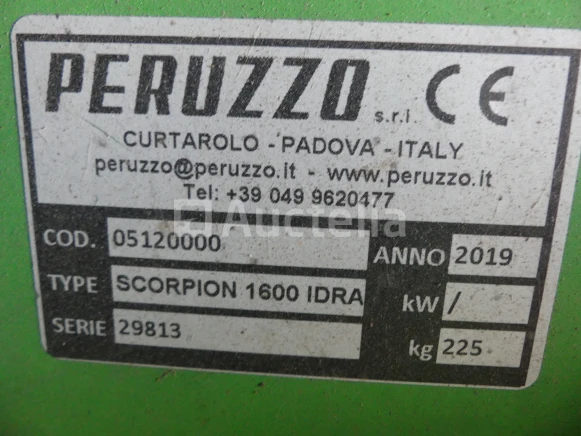 PERUZZO s.r.l CE
CURTAROLO - PADOVA - ITALY
peruzzo@peruzzo.it - www.peruzzo.it
Tel: +39 049 9620477
Auctelia
COD. 05120000 ANNO 2019
TYPE SCORPION 1600 IDRA kW /
SERIE 29813 kg 225